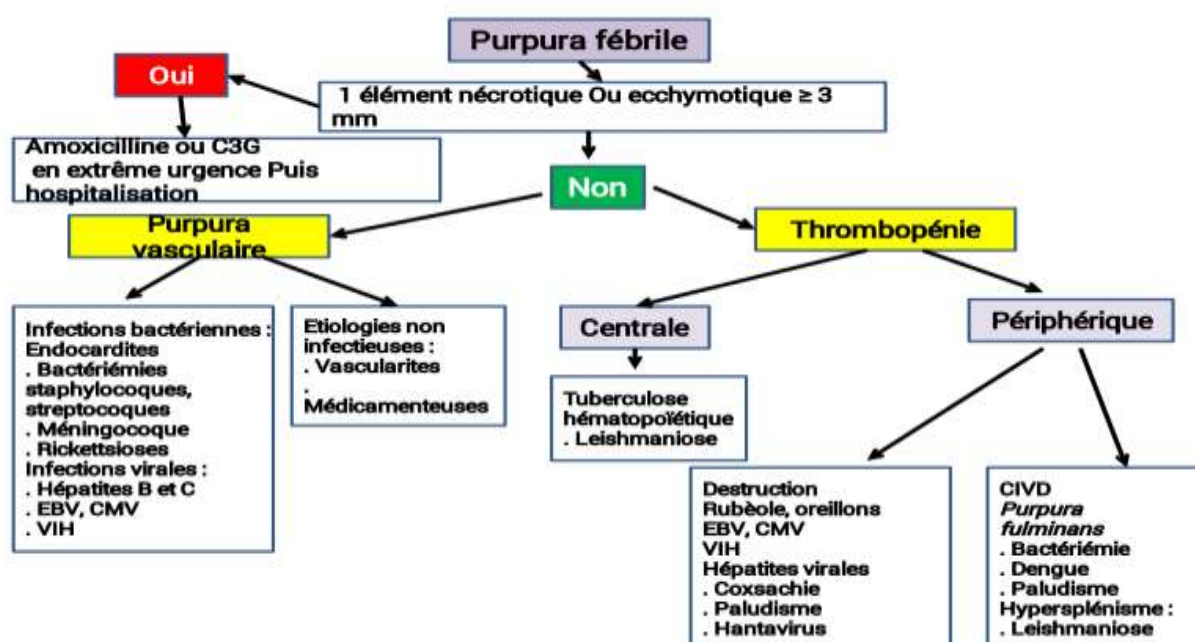 Purpura fébrile
Oui
1 élément nécrotique Ou ecchymotique ≥ 3
mm
Amoxicilline ou C3G
en extrême urgence Puis
hospitalisation
Non
Purpura
vasculaire
Thrombopénie
Infections bactériennes :
Endocardites
. Bactériémies
staphylocoques,
streptocoques
. Méningocoque
. Rickettsioses
Infections virales :
. Hépatites B et C
. EBV, CMV
. VIH
Etiologies non
infectieuses :
. Vascularites
.
Médicamenteuses
Centrale
Périphérique
Tuberculose
hématopoïétique
. Leishmaniose
Destruction
Rubèole, oreillons
EBV, CMV
VIH
Hépatites virales
. Coxsachie
. Paludisme
. Hantavirus
CIVD
Purpura
fulminans
. Bactériémie
. Dengue
. Paludisme
Hypersplénisme :
. Leishmaniose